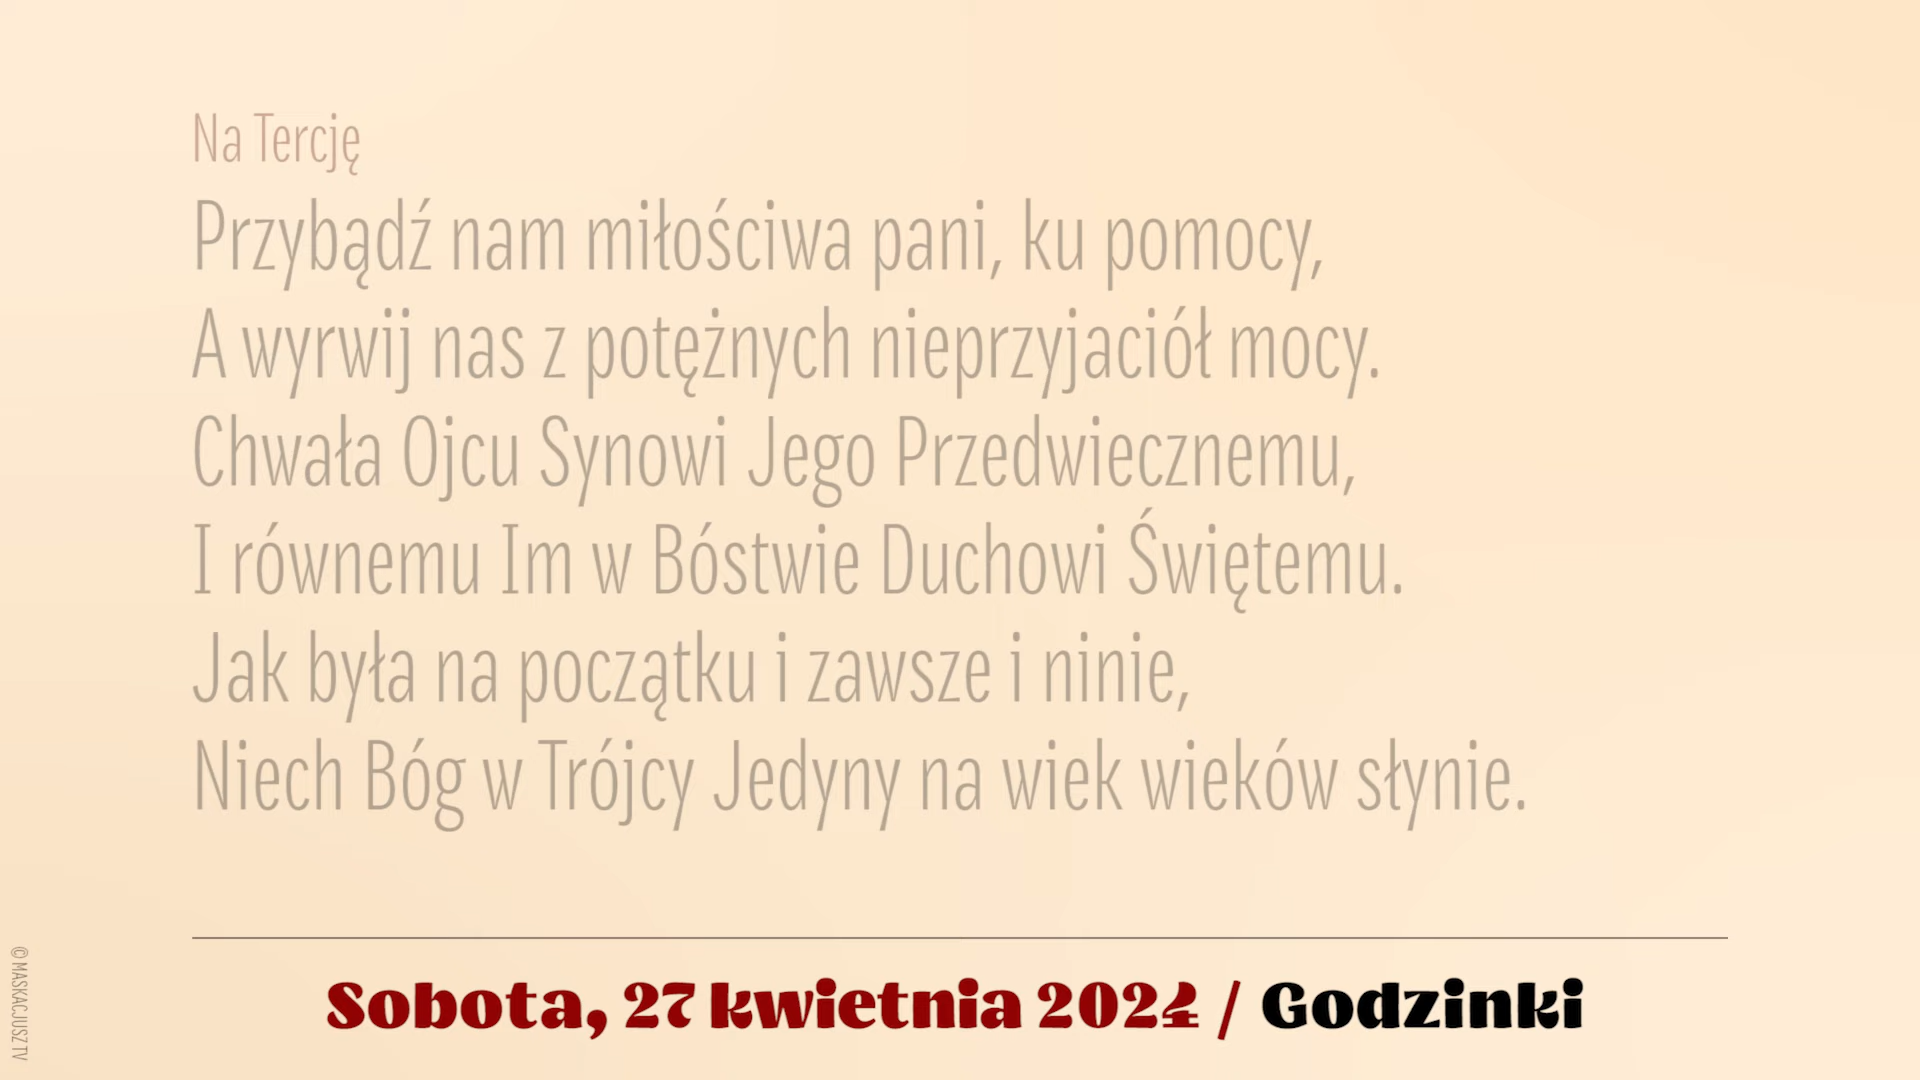 Na Tercję
Przybądź nam miłościwa pani, ku pomocy,
A wyrwij nas z potężnych nieprzyjaciół mocy.
Chwała Ojcu Synowi Jego Przedwiecznemu,
I równemu Im w Bóstwie Duchowi Świętemu.
Jak była na początku i zawsze i ninie,
Niech Bóg w Trójcy Jedyny na wiek wieków słynie.
Sobota, 27 kwietnia 2024 / Godzinki
© MASKACJUSZ TV